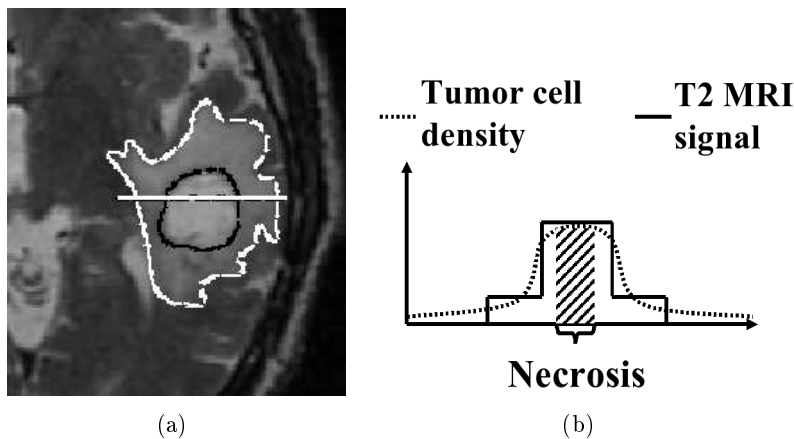 Tumor cell
density
T2 MRI
signal
Necrosis
(a)
(b)